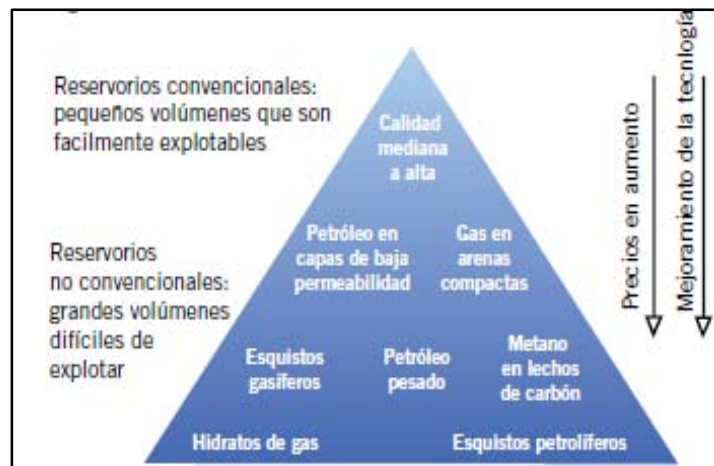 Reservorios convencionales:
pequeños volúmenes que son
facilmente explotables
Calidad
mediana
a alta
Reservorios
no convencionales:
grandes volúmenes
difíciles de
explotar
Petróleo en
capas de baja
permeabilidad
Gas en
arenas
compactas
Esquistos
gasíferos
Petróleo
pesado
Metano
en lechos
de carbón
Hidratos de gas
Esquistos petrolíferos
Precios en aumento
Mejoramiento de la tecnlogía